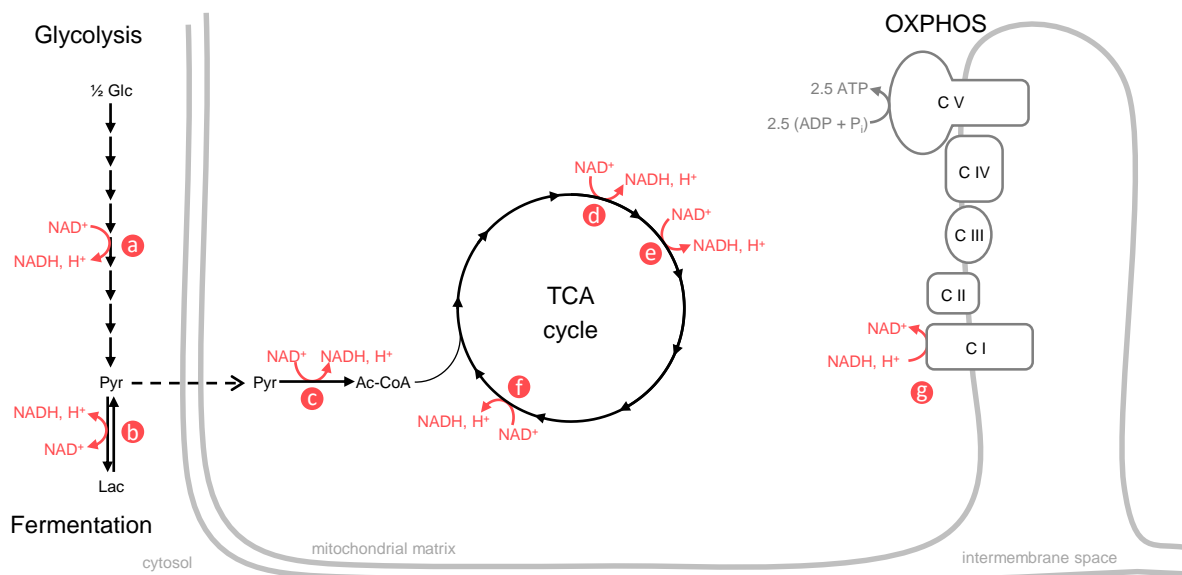 Glycolysis
½ Glc
NAD⁺
NADH, H⁺
a
Pyr
NADH, H⁺
NAD⁺
b
Lac
Fermentation
cytosol
mitochondrial matrix
Pyr
NAD⁺
NADH, H⁺
c
Ac-CoA
TCA
cycle
NAD⁺
NADH, H⁺
d
NAD⁺
NADH, H⁺
e
f
NADH, H⁺
NAD⁺
OXPHOS
2.5 ATP
2.5 (ADP + Pᵢ)
C V
C IV
C III
C II
C I
NAD⁺
NADH, H⁺
g
intermembrane space